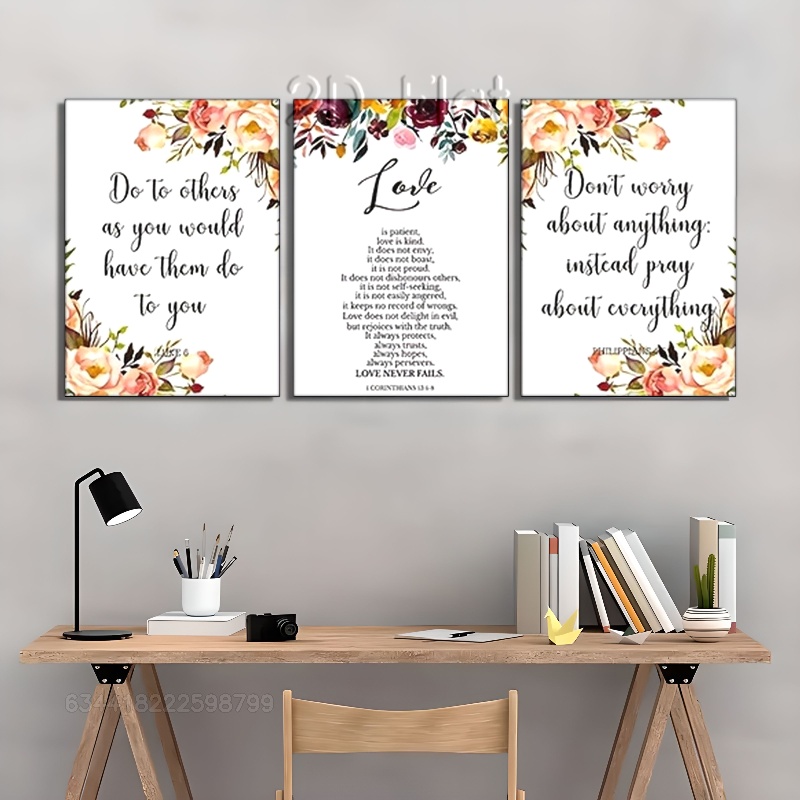 2D Flat
Do to others
as you would
have them do
to you
LUKE 6
Love
is patient,
love is kind.
It does not envy,
it does not boast,
it is not proud.
It does not dishonours others,
it is not self-seeking,
it is not easily angered,
it keeps no record of wrongs.
Love does not delight in evil,
but rejoices with the truth.
It always protects,
always trusts,
always hopes,
always persevers.
LOVE NEVER FAILS.
1 CORINTHIANS 13 4-8
Don't worry
about anything:
instead pray
about everything
PHILIPPIANS
634418222598799